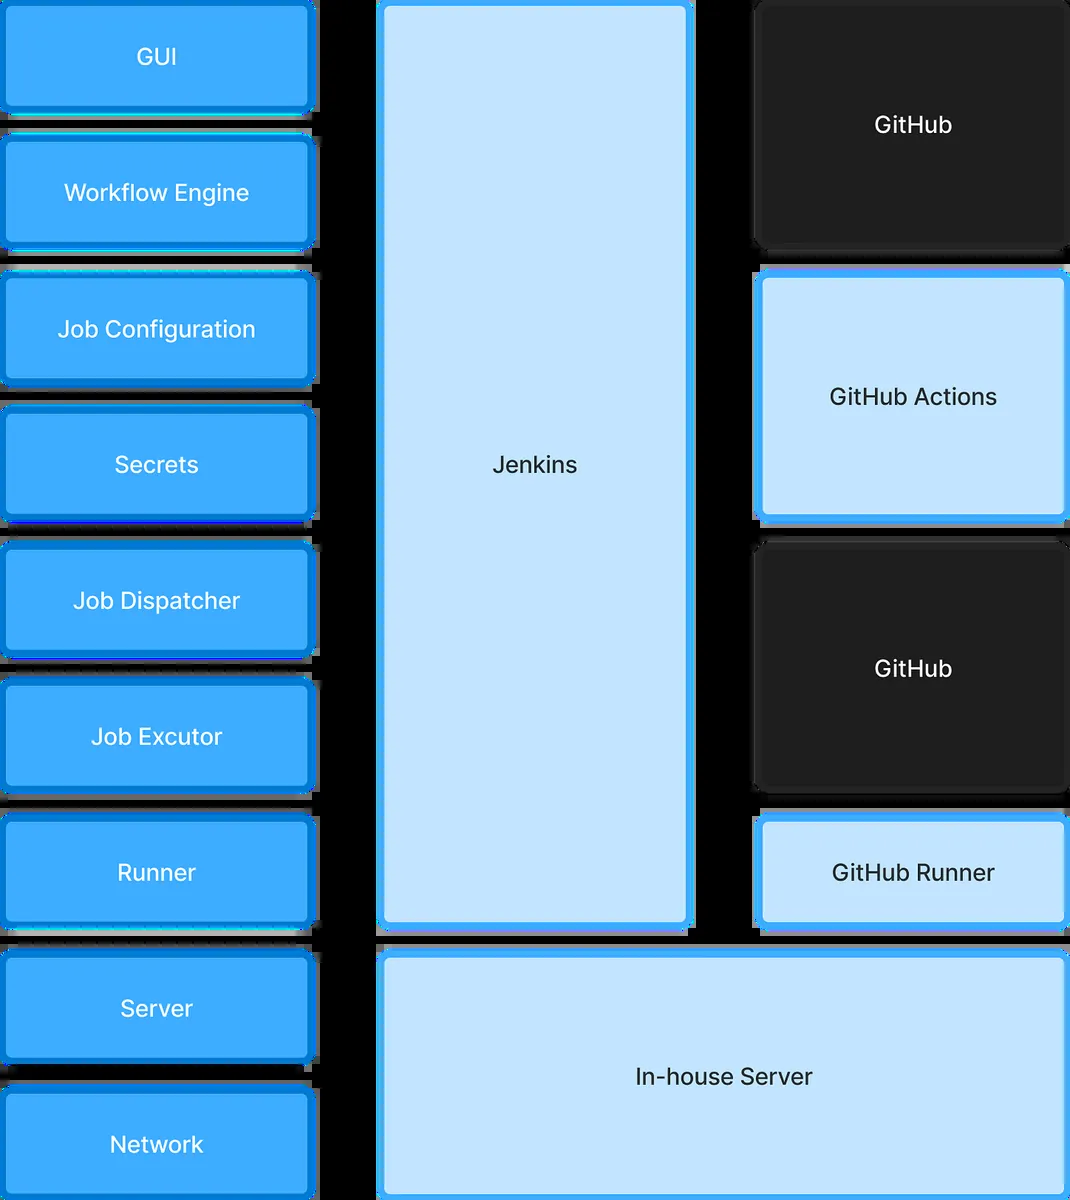 GUI
Workflow Engine
Job Configuration
Secrets
Job Dispatcher
Job Excutor
Runner
Server
Network
Jenkins
GitHub
GitHub Actions
GitHub
GitHub Runner
In-house Server